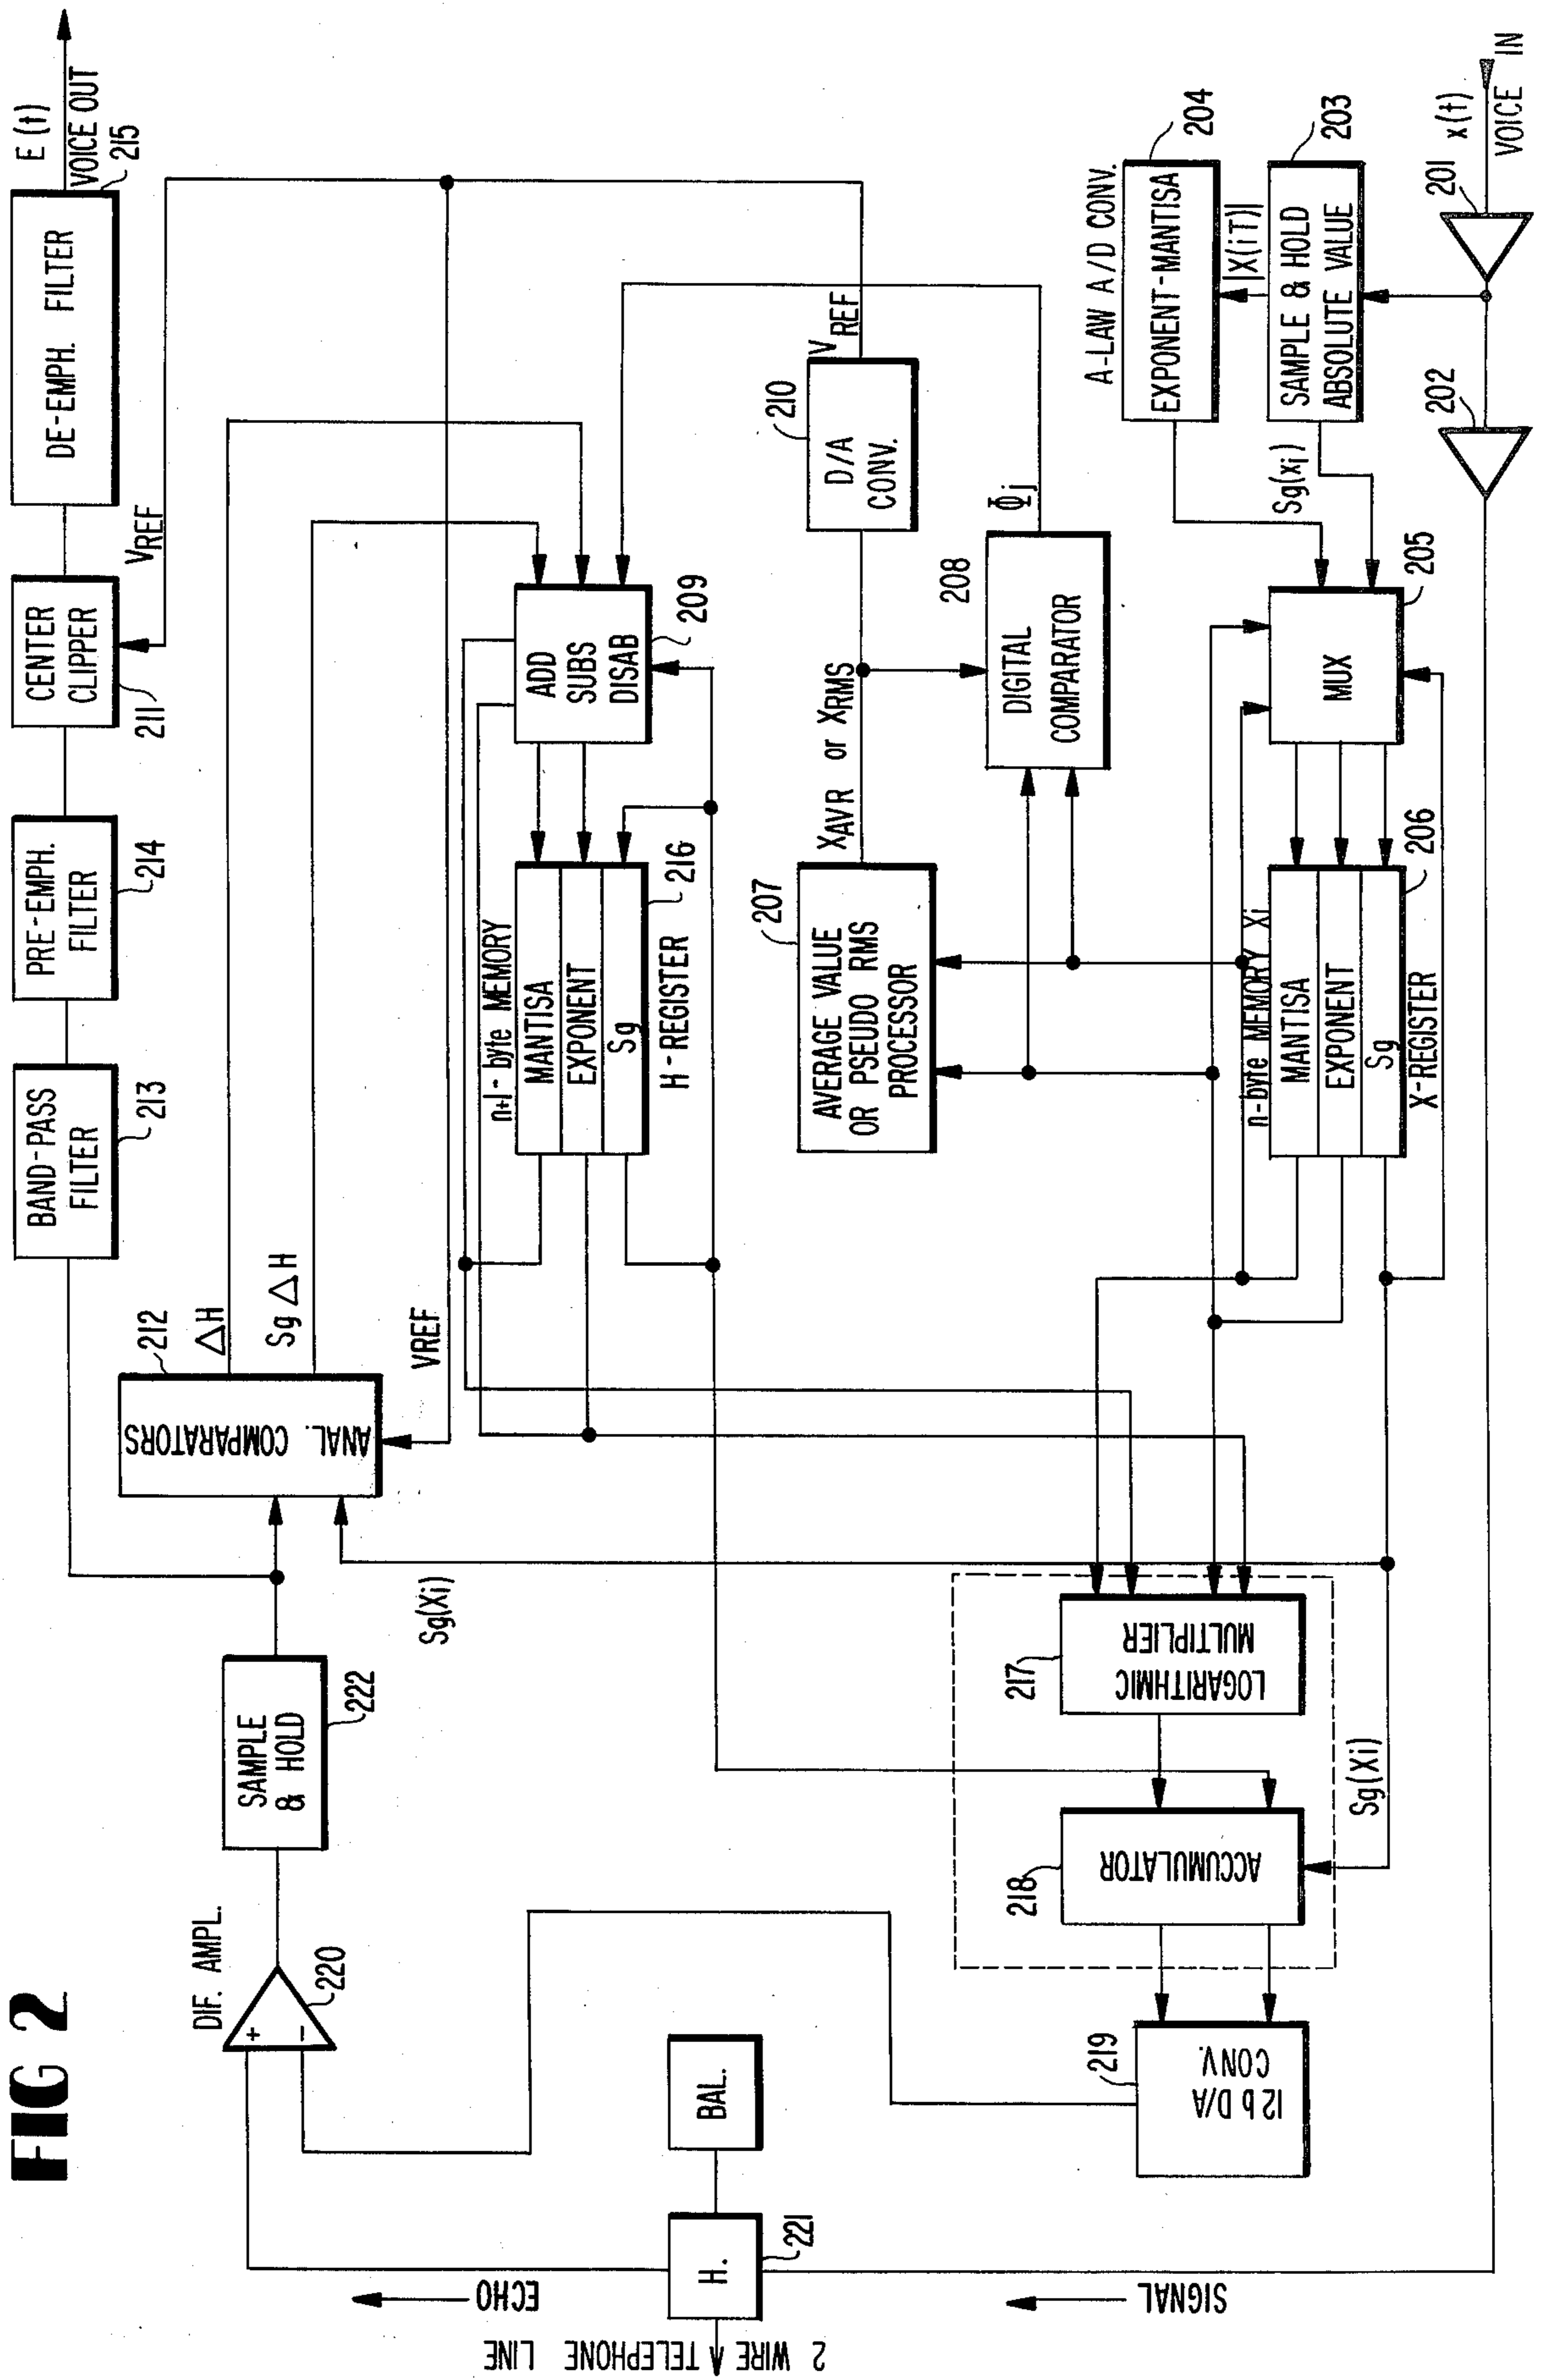 FIG 2
E(t)
VOICE OUT
215
DE-EMPH. FILTER
VREF
CENTER
CLIPPER
211
PRE-EMPH.
FILTER
214
BAND-PASS
FILTER
213
212
ANAL. COMPARATORS
ΔH
Sg ΔH
VREF
Sg(Xi)
SAMPLE
& HOLD
222
DIF. AMPL.
+
−
220
ADD
SUBS
DISAB
209
n+1- byte MEMORY
MANTISA
EXPONENT
Sg
216
H-REGISTER
VREF
210
D/A
CONV.
Φj
208
DIGITAL
COMPARATOR
XAVR or XRMS
207
AVERAGE VALUE
OR PSEUDO RMS
PROCESSOR
A-LAW A/D CONV.
204
EXPONENT-MANTISA
|X(iT)|
203
SAMPLE & HOLD
ABSOLUTE VALUE
Sg(xi)
201
x(t)
VOICE IN
202
205
MUX
206
n-byte MEMORY Xi
MANTISA
EXPONENT
Sg
X-REGISTER
217
LOGARITHMIC
MULTIPLIER
218
ACCUMULATOR
Sg(Xi)
219
12 b D/A
CONV.
BAL.
H.
221
ECHO
SIGNAL
2 WIRE TELEPHONE LINE